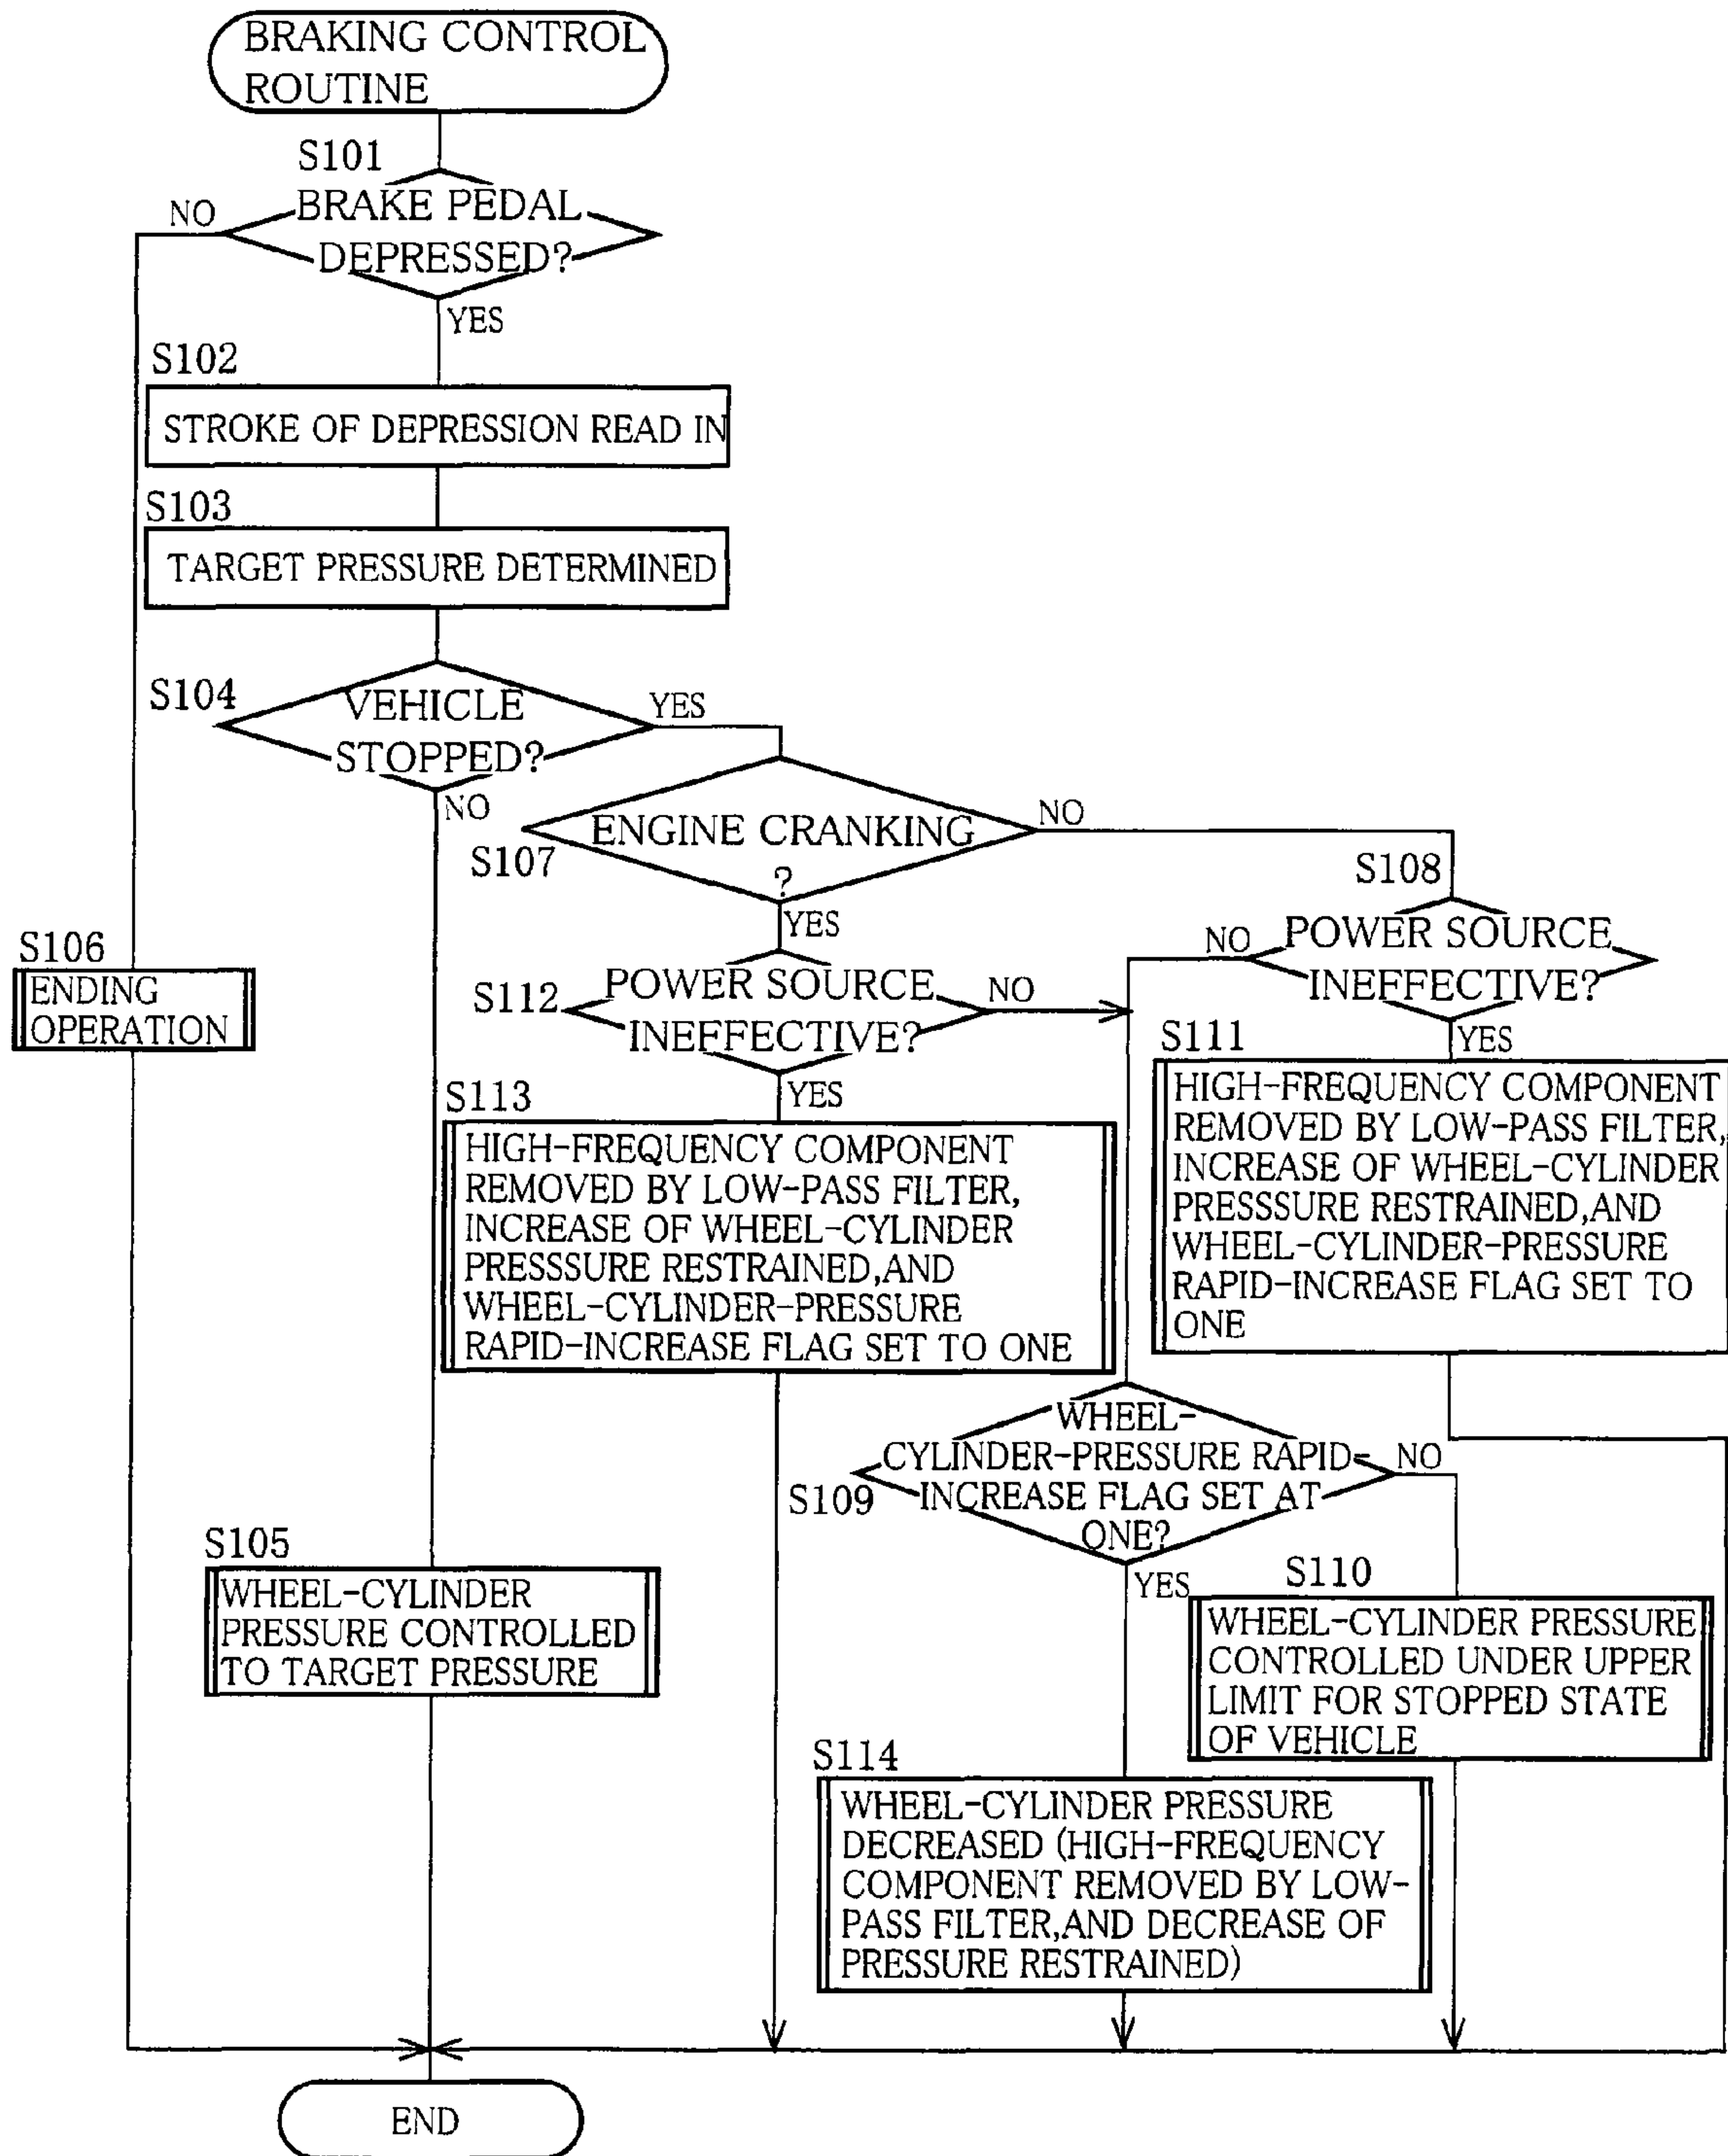 BRAKING CONTROL
ROUTINE
S101
BRAKE PEDAL
DEPRESSED?
NO
YES
S102
STROKE OF DEPRESSION READ IN
S103
TARGET PRESSURE DETERMINED
S104
VEHICLE
STOPPED?
YES
NO
S107
ENGINE CRANKING
?
NO
YES
S108
POWER SOURCE
INEFFECTIVE?
NO
YES
S106
ENDING
OPERATION
S112
POWER SOURCE
INEFFECTIVE?
NO
YES
S111
HIGH-FREQUENCY COMPONENT
REMOVED BY LOW-PASS FILTER,
INCREASE OF WHEEL-CYLINDER
PRESSSURE RESTRAINED,AND
WHEEL-CYLINDER-PRESSURE
RAPID-INCREASE FLAG SET TO
ONE
S113
HIGH-FREQUENCY COMPONENT
REMOVED BY LOW-PASS FILTER,
INCREASE OF WHEEL-CYLINDER
PRESSSURE RESTRAINED,AND
WHEEL-CYLINDER-PRESSURE
RAPID-INCREASE FLAG SET TO ONE
S109
WHEEL-
CYLINDER-PRESSURE RAPID-
INCREASE FLAG SET AT
ONE?
NO
YES
S105
WHEEL-CYLINDER
PRESSURE CONTROLLED
TO TARGET PRESSURE
S110
WHEEL-CYLINDER PRESSURE
CONTROLLED UNDER UPPER
LIMIT FOR STOPPED STATE
OF VEHICLE
S114
WHEEL-CYLINDER PRESSURE
DECREASED (HIGH-FREQUENCY
COMPONENT REMOVED BY LOW-
PASS FILTER,AND DECREASE OF
PRESSURE RESTRAINED)
END